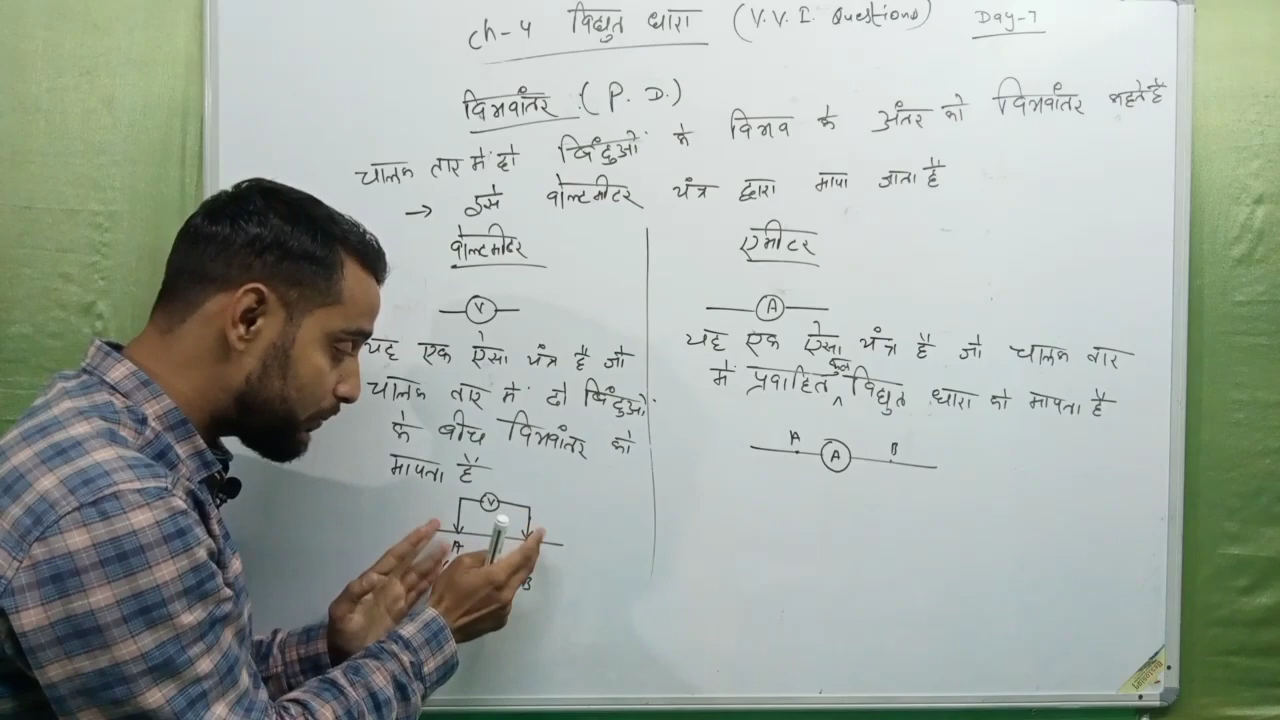 ch-4 विद्युत धारा (V.V.I. Questions) Day-7
विभवांतर (P.D.)
चालक तार में दो बिंदुओं के विभव के अंतर को विभवांतर कहते है
→ इसे वोल्टमीटर यंत्र द्वारा मापा जाता है
वोल्टमीटर
V
यह एक ऐसा यंत्र है जो
चालक तार में दो बिंदुओं
के बीच विभवांतर को
मापता है
V
A
B
एमीटर
A
यह एक ऐसा यंत्र है जो चालक तार
में प्रवाहित कुल विद्युत धारा को मापता है
A A B